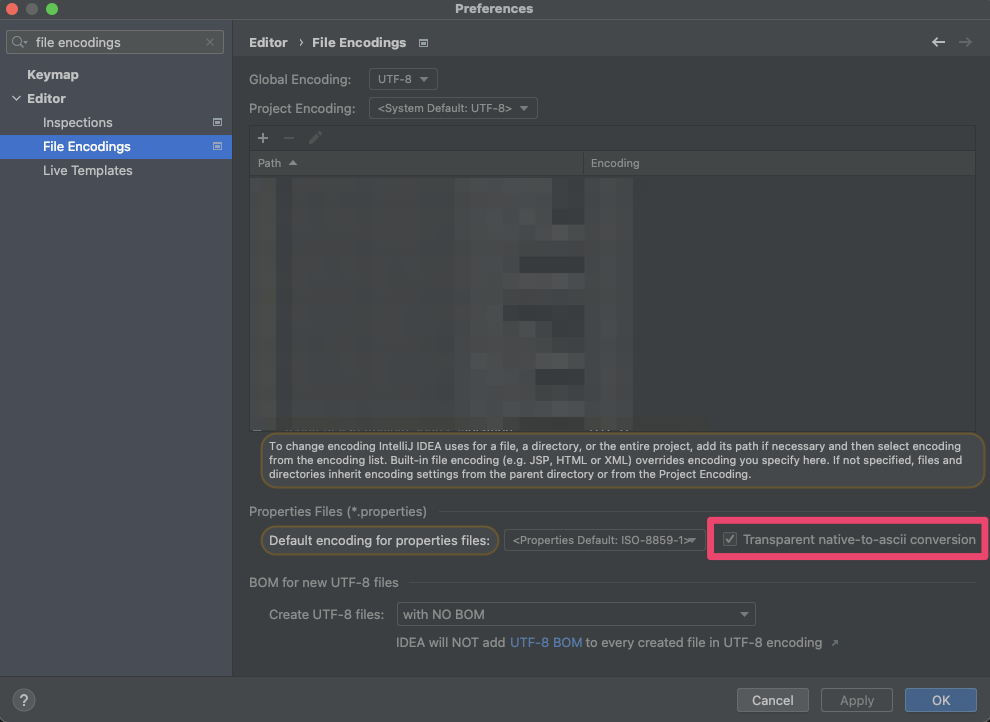 Preferences
file encodings
Editor › File Encodings
Keymap
Editor
Inspections
File Encodings
Live Templates
Global Encoding: UTF-8
Project Encoding: <System Default: UTF-8>
Path Encoding
To change encoding IntelliJ IDEA uses for a file, a directory, or the entire project, add its path if necessary and then select encoding
from the encoding list. Built-in file encoding (e.g. JSP, HTML or XML) overrides encoding you specify here. If not specified, files and
directories inherit encoding settings from the parent directory or from the Project Encoding.
Properties Files (*.properties)
Default encoding for properties files: <Properties Default: ISO-8859-1> Transparent native-to-ascii conversion
BOM for new UTF-8 files
Create UTF-8 files: with NO BOM
IDEA will NOT add UTF-8 BOM to every created file in UTF-8 encoding ↗
? Cancel Apply OK